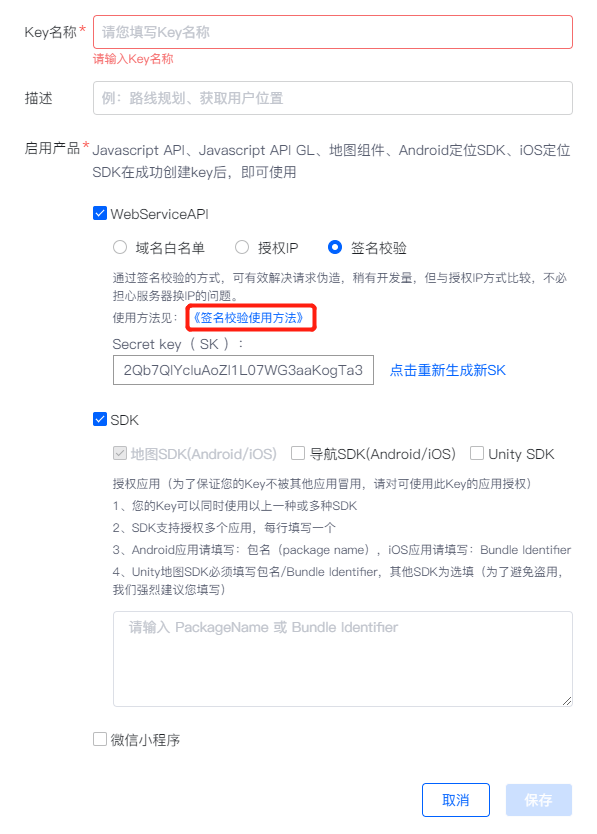 Key名称*
请您填写Key名称
请输入Key名称
描述
例：路线规划、获取用户位置
启用产品*
Javascript API、Javascript API GL、地图组件、Android定位SDK、iOS定位
SDK在成功创建key后，即可使用
WebServiceAPI
域名白名单 授权IP 签名校验
通过签名校验的方式，可有效解决请求伪造，稍有开发量，但与授权IP方式比较，不必
担心服务器换IP的问题。
使用方法见：《签名校验使用方法》
Secret key（ SK ）：
2Qb7QlYcluAoZl1L07WG3aaKogTa3 点击重新生成新SK
SDK
地图SDK(Android/iOS) 导航SDK(Android/iOS) Unity SDK
授权应用（为了保证您的Key不被其他应用冒用，请对可使用此Key的应用授权）
1、您的Key可以同时使用以上一种或多种SDK
2、SDK支持授权多个应用，每行填写一个
3、Android应用请填写：包名（package name），iOS应用请填写：Bundle Identifier
4、Unity地图SDK必须填写包名/Bundle Identifier，其他SDK为选填（为了避免盗用，
我们强烈建议您填写）
请输入 PackageName 或 Bundle Identifier
微信小程序
取消 保存